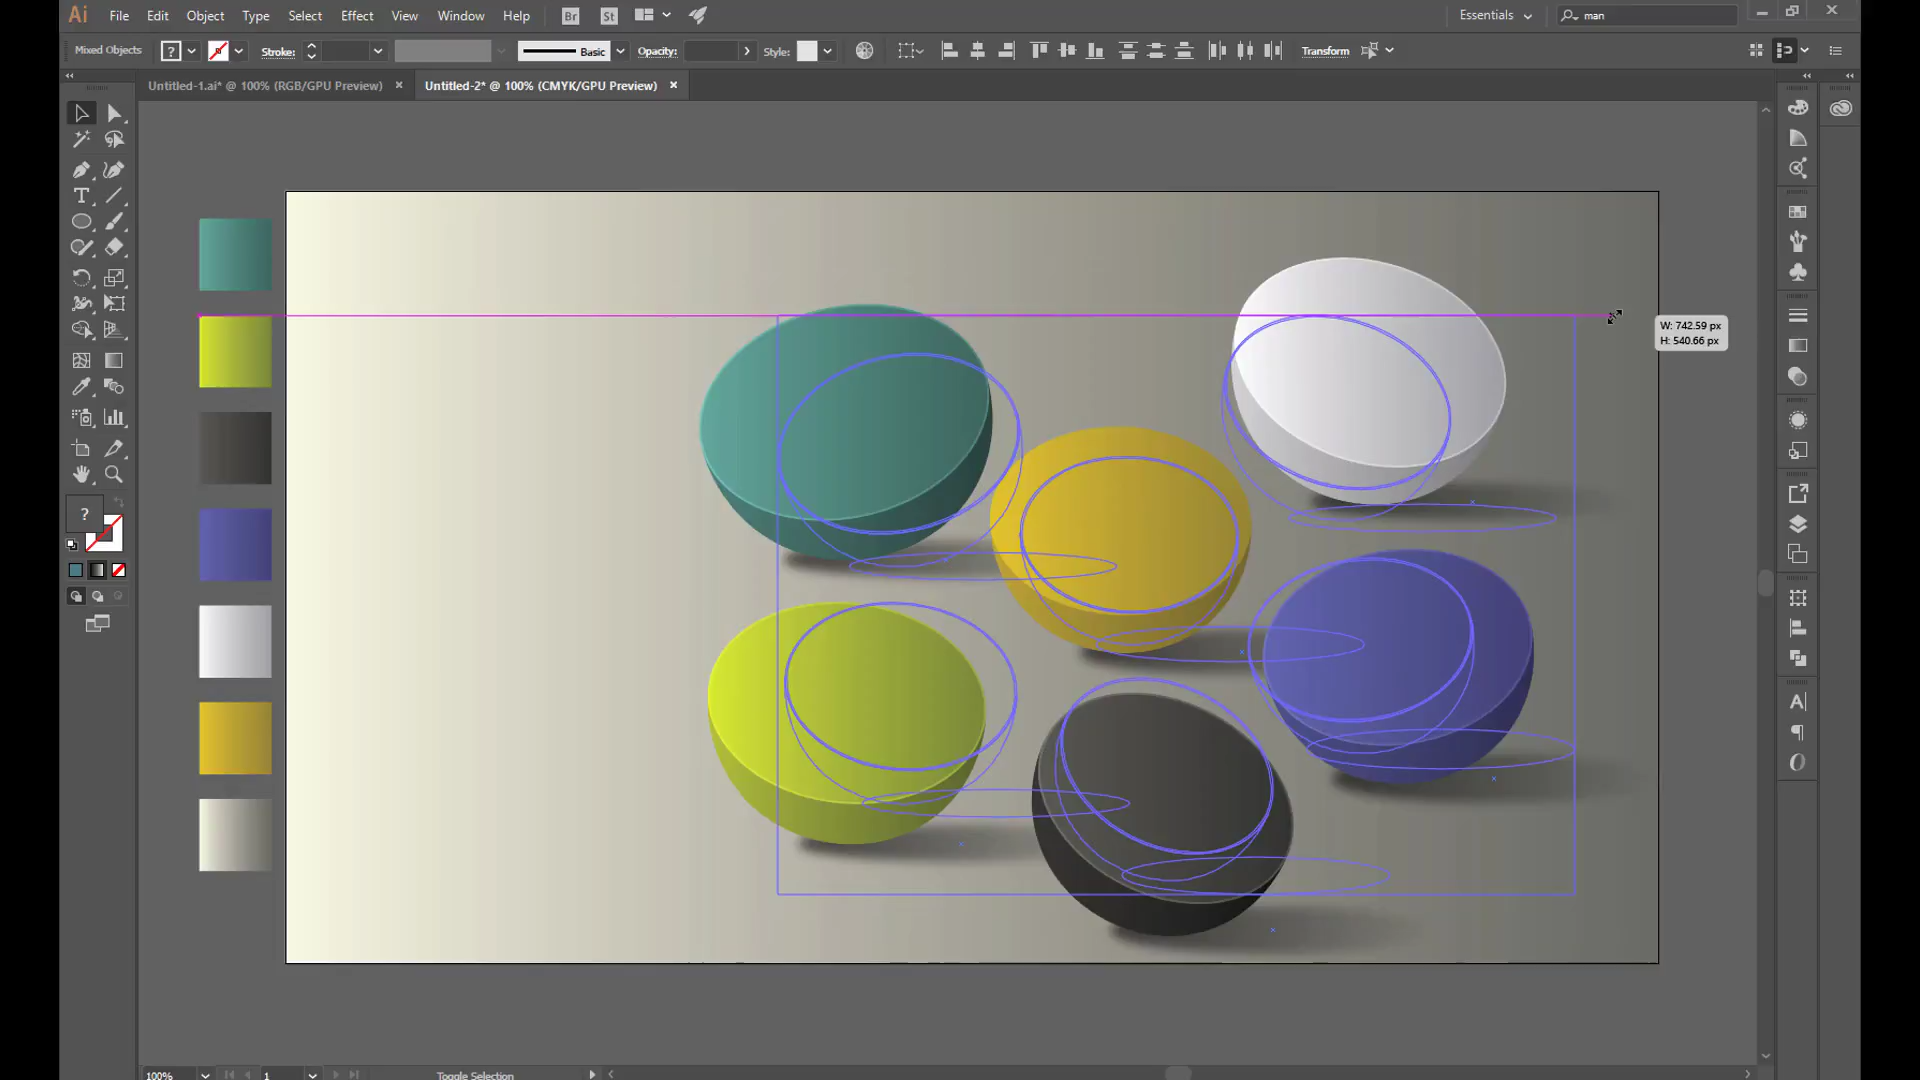 Ai File Edit Object Type Select Effect View Window Help Br St Essentials man
Mixed Objects ? Stroke: Basic Opacity: Style: Transform
Untitled-1.ai* @ 100% (RGB/GPU Preview) × Untitled-2* @ 100% (CMYK/GPU Preview) ×
W: 742.59 px
H: 540.66 px
?
100% 1 Toggle Selection